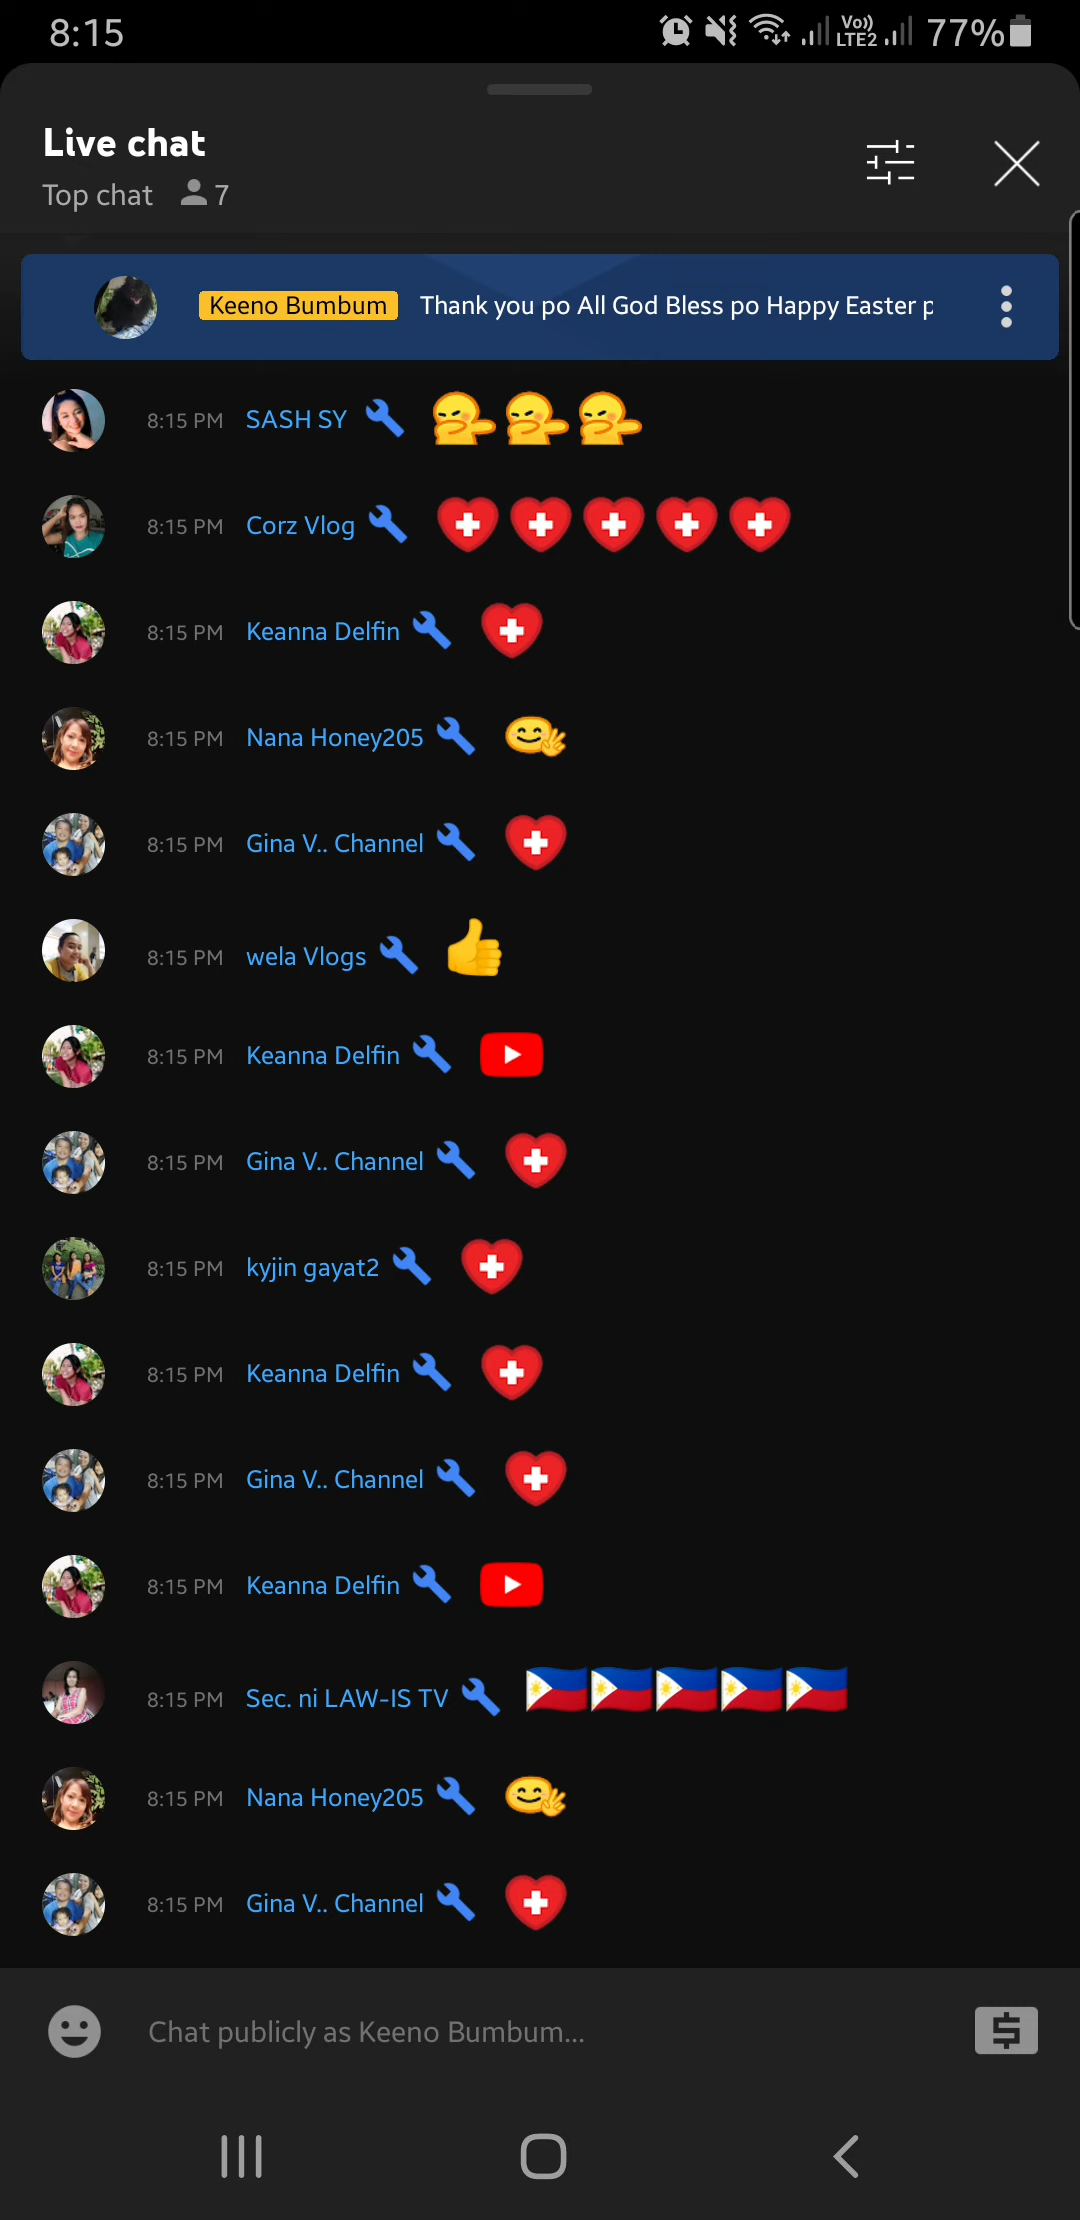 8:15
Vo)) LTE2 77%
Live chat
Top chat 7
Keeno Bumbum Thank you po All God Bless po Happy Easter p
8:15 PM SASH SY
8:15 PM Corz Vlog
8:15 PM Keanna Delfin
8:15 PM Nana Honey205
8:15 PM Gina V.. Channel
8:15 PM wela Vlogs
8:15 PM Keanna Delfin
8:15 PM Gina V.. Channel
8:15 PM kyjin gayat2
8:15 PM Keanna Delfin
8:15 PM Gina V.. Channel
8:15 PM Keanna Delfin
8:15 PM Sec. ni LAW-IS TV
8:15 PM Nana Honey205
8:15 PM Gina V.. Channel
Chat publicly as Keeno Bumbum...